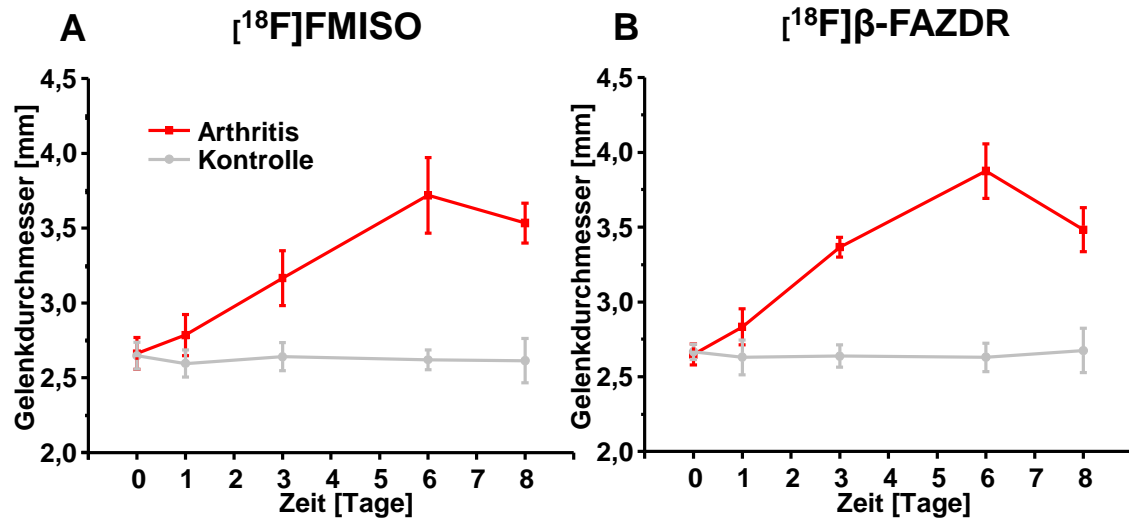 A
[¹⁸F]FMISO
Gelenkdurchmesser [mm]
4,5
4,0
3,5
3,0
2,5
2,0
Arthritis
Kontrolle
0 1 2 3 4 5 6 7 8
Zeit [Tage]
B
[¹⁸F]β-FAZDR
Gelenkdurchmesser [mm]
4,5
4,0
3,5
3,0
2,5
2,0
0 1 2 3 4 5 6 7 8
Zeit [Tage]